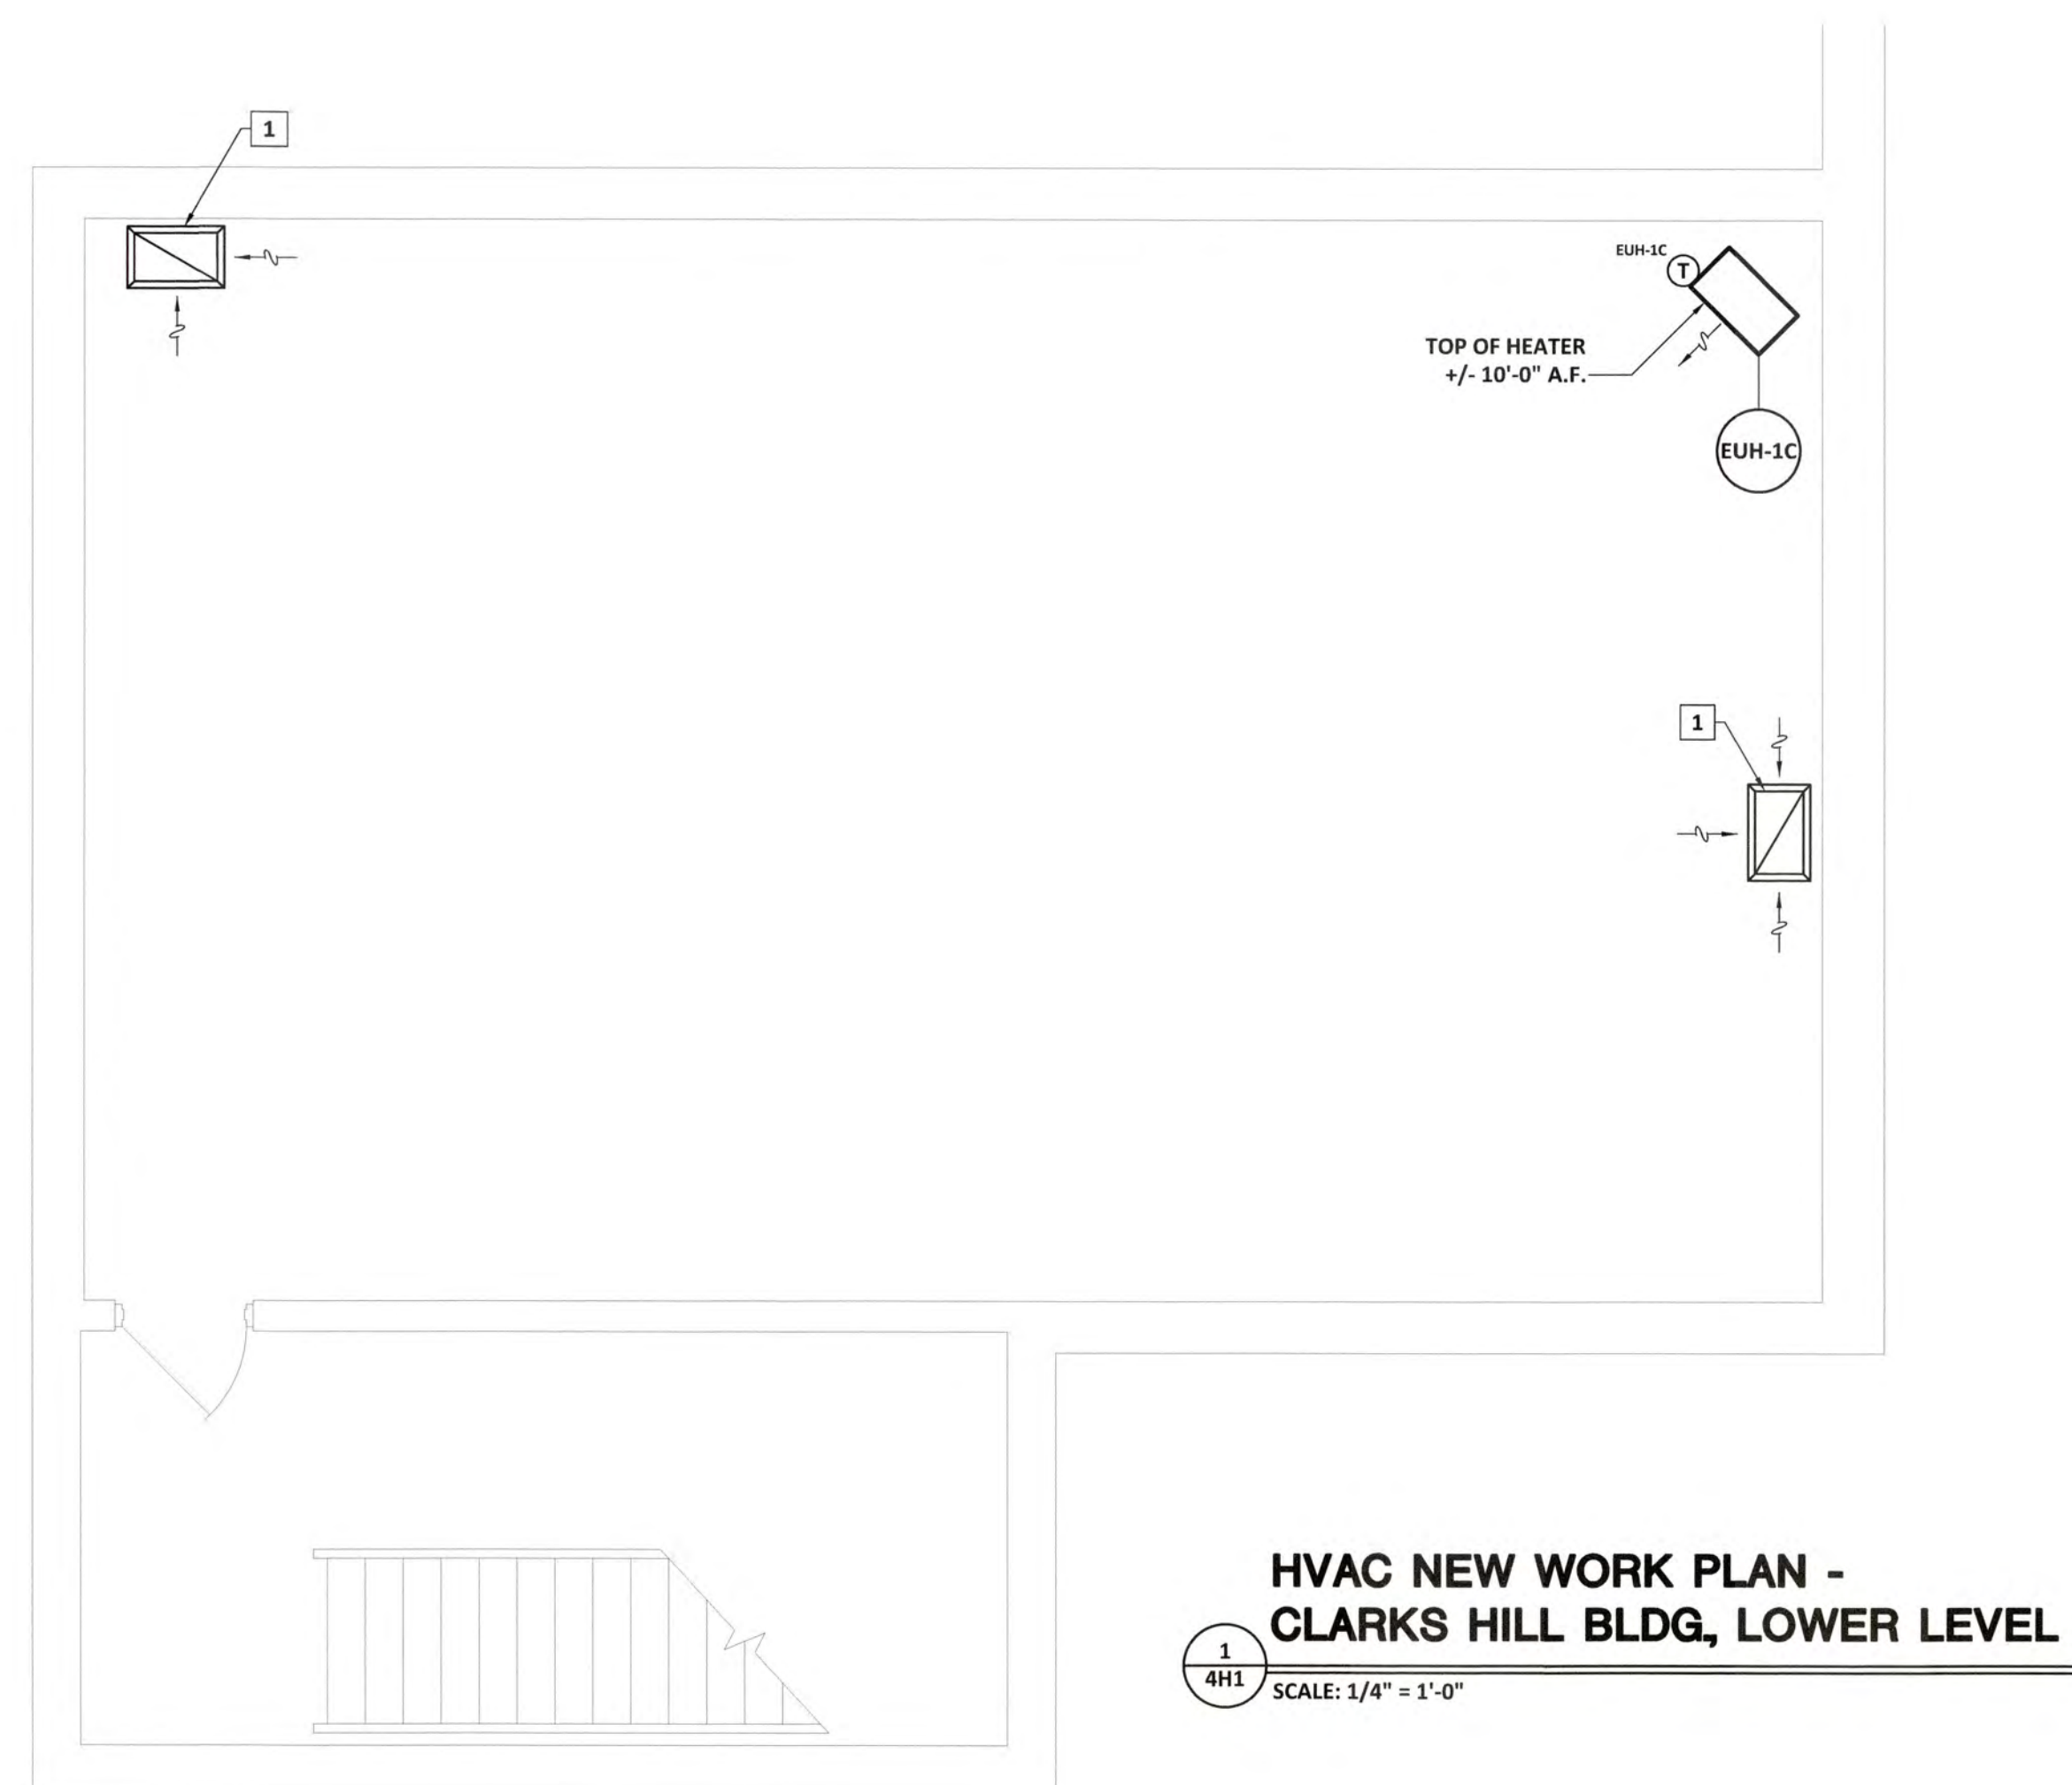 1
EUH-1C
T
TOP OF HEATER
+/- 10'-0" A.F.
EUH-1C
1
HVAC NEW WORK PLAN -
CLARKS HILL BLDG., LOWER LEVEL
1
4H1
SCALE: 1/4" = 1'-0"